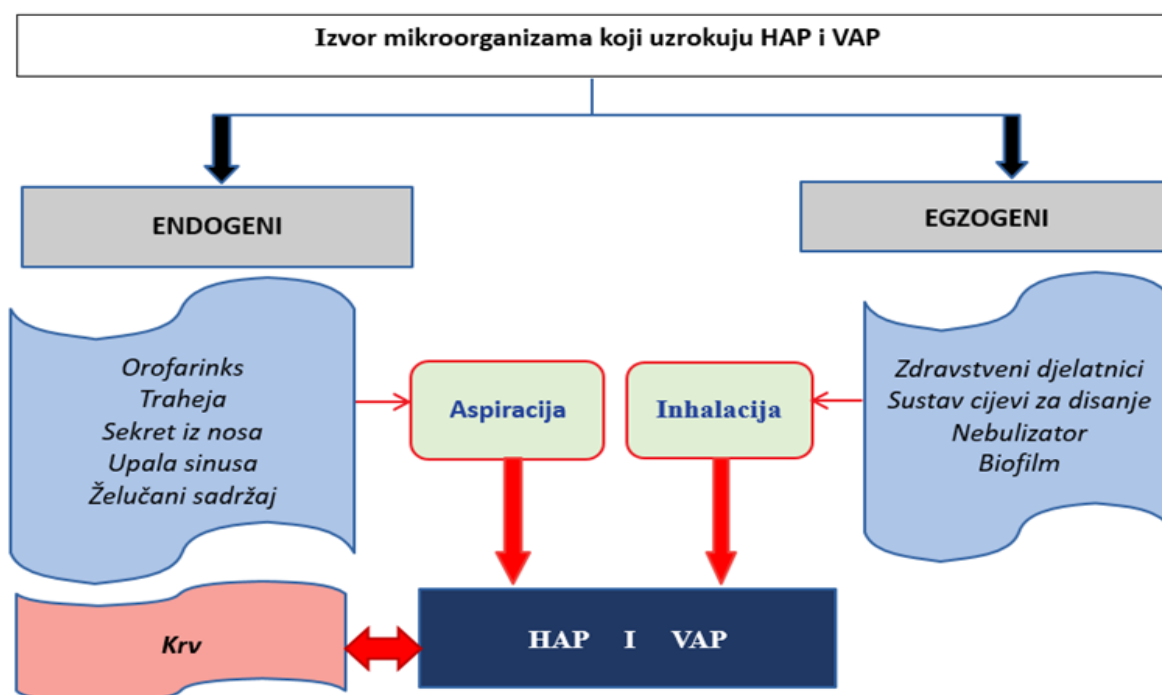 Izvor mikroorganizama koji uzrokuju HAP i VAP
ENDOGENI
EGZOGENI
Orofarinks
Traheja
Sekret iz nosa
Upala sinusa
Želučani sadržaj
Aspiracija
Inhalacija
Zdravstveni djelatnici
Sustav cijevi za disanje
Nebulizator
Biofilm
Krv
HAP I VAP